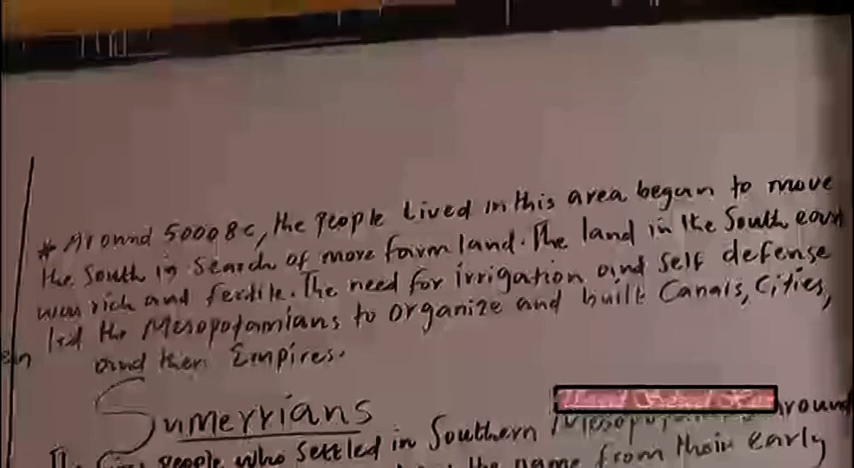 * Around 5000 BC, the people lived in this area began to move
the South in search of more farm land. The land in the South east
was rich and fertile. The need for irrigation and self defense
led the Mesopotamians to organize and built Canals, Cities,
and then Empires.
Sumerrians
people who settled in Southern around
the name from their early